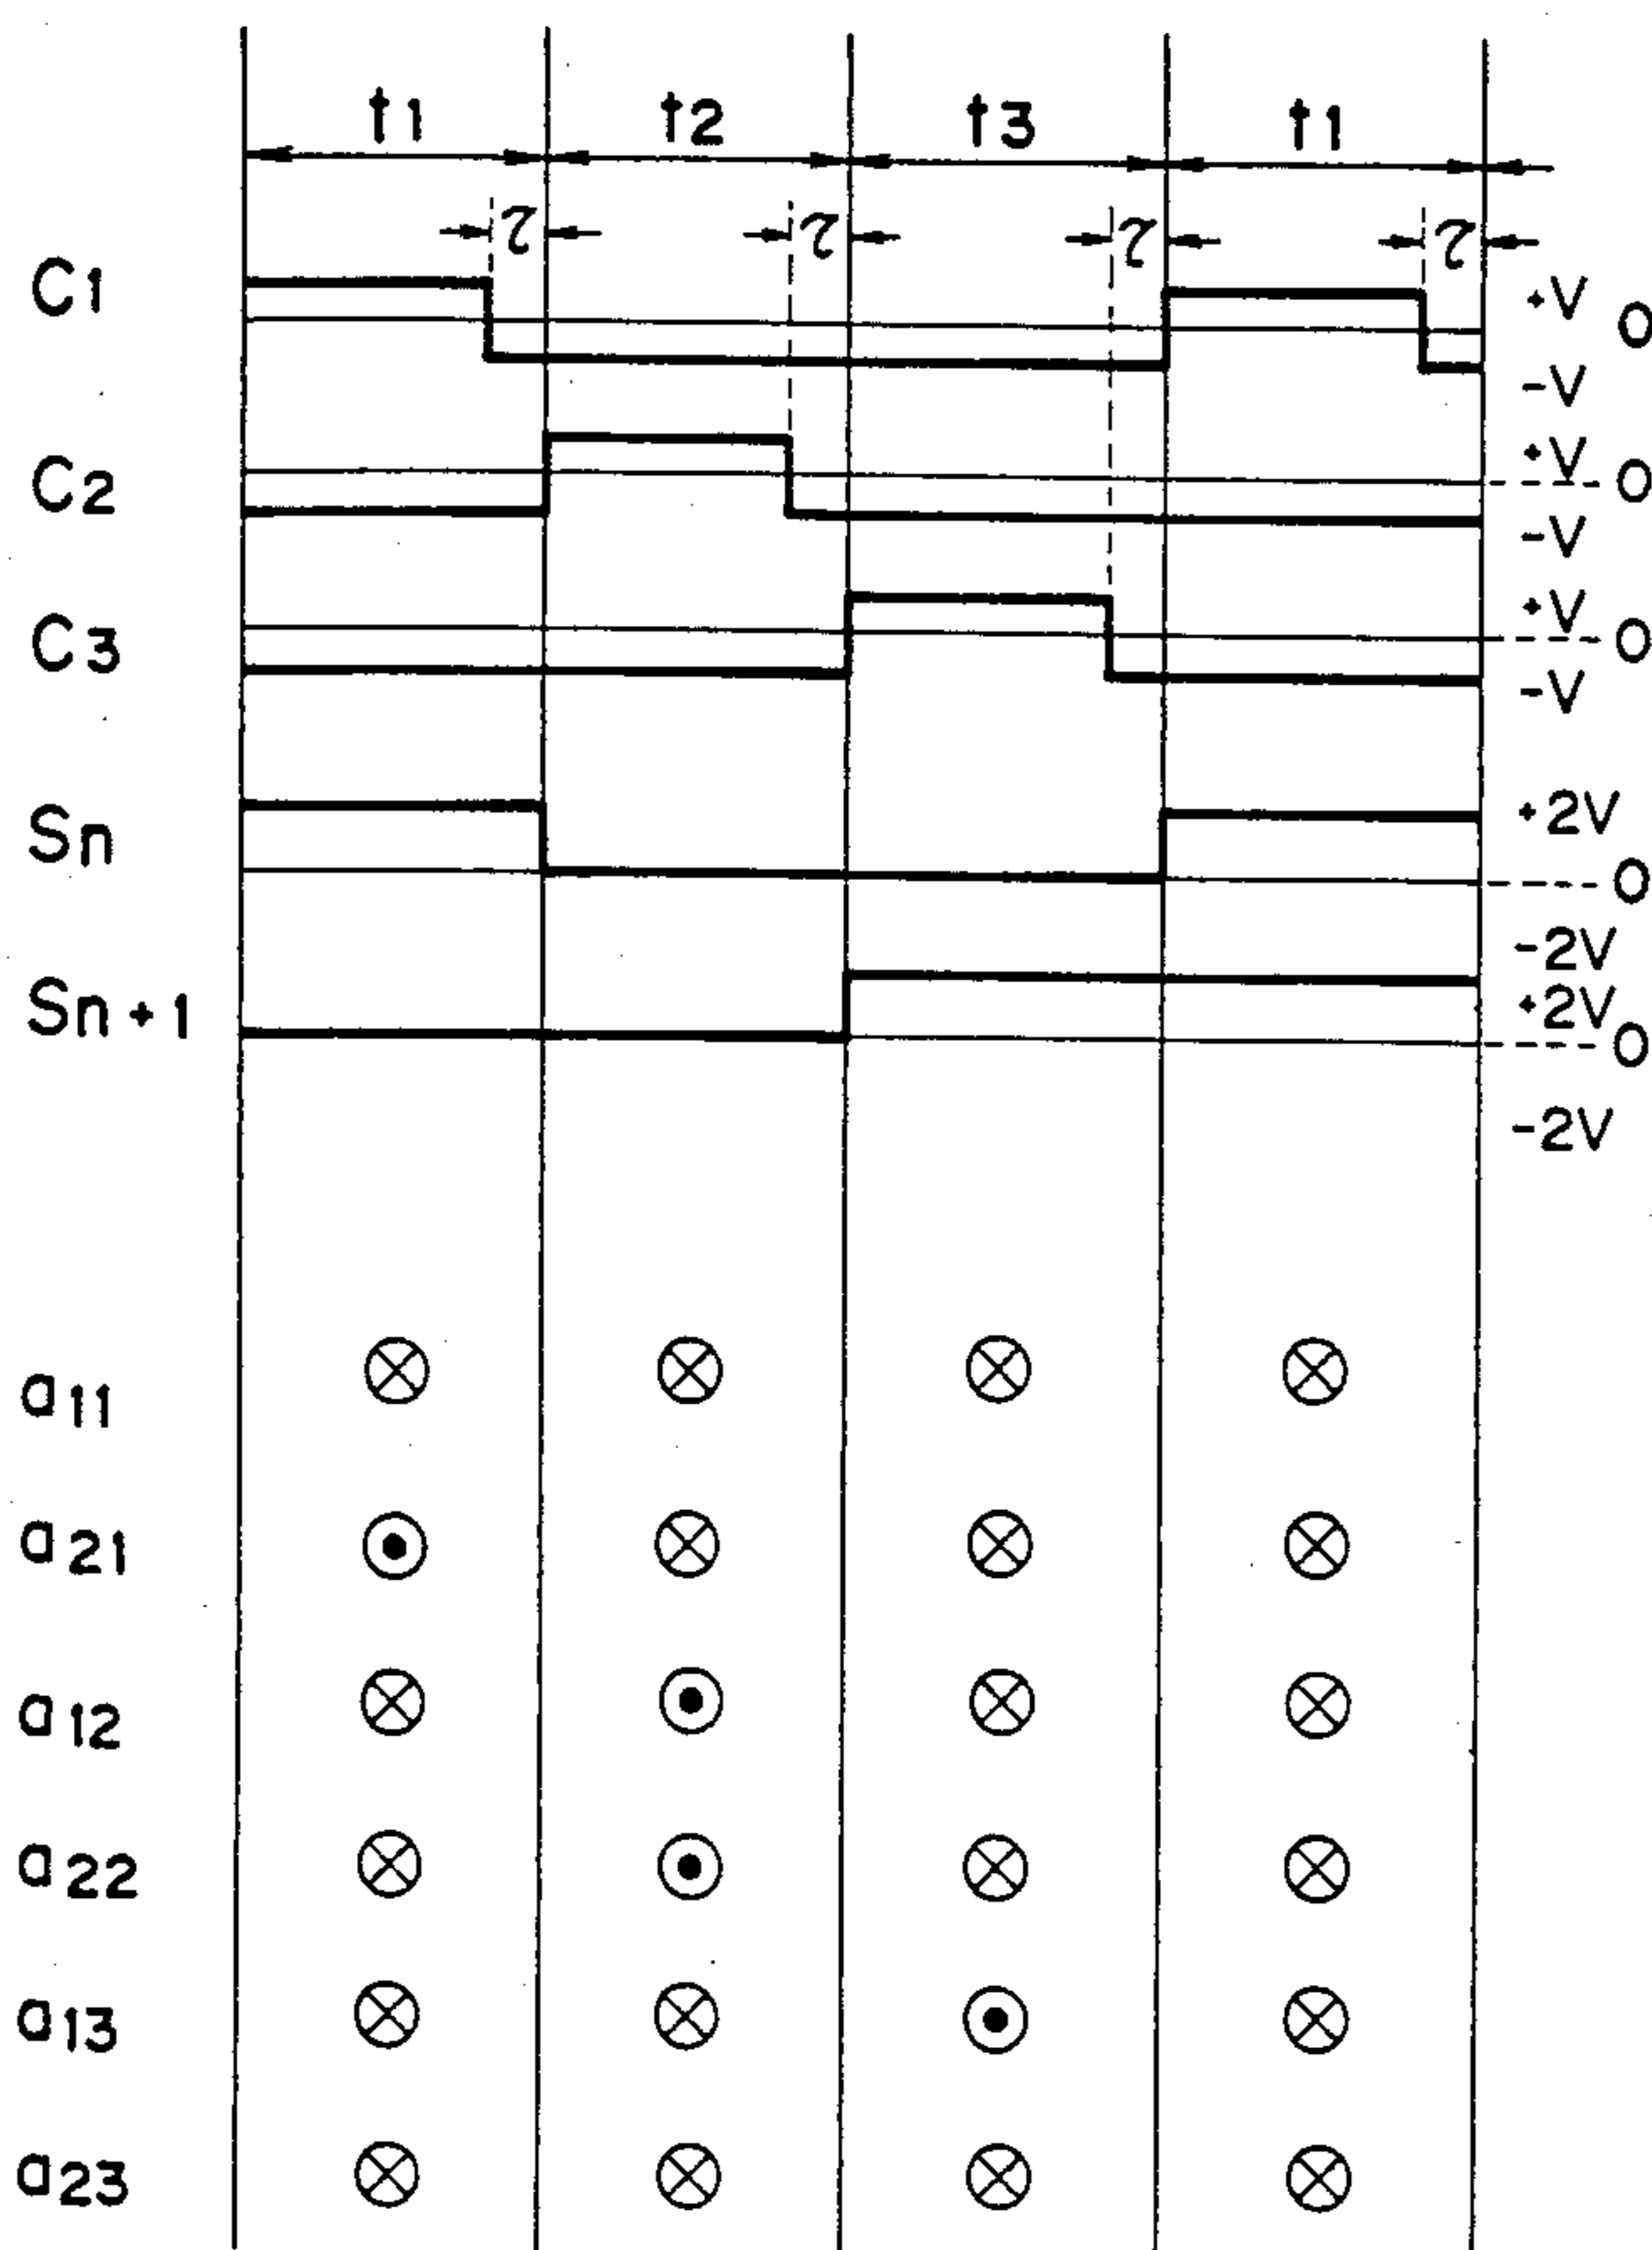 t1 t2 t3 t1
τ τ τ τ
C1 +V 0
-V
C2 +V 0
-V
C3 +V 0
-V
Sn +2V
0
-2V
Sn+1 +2V
0
-2V
a11
a21
a12
a22
a13
a23